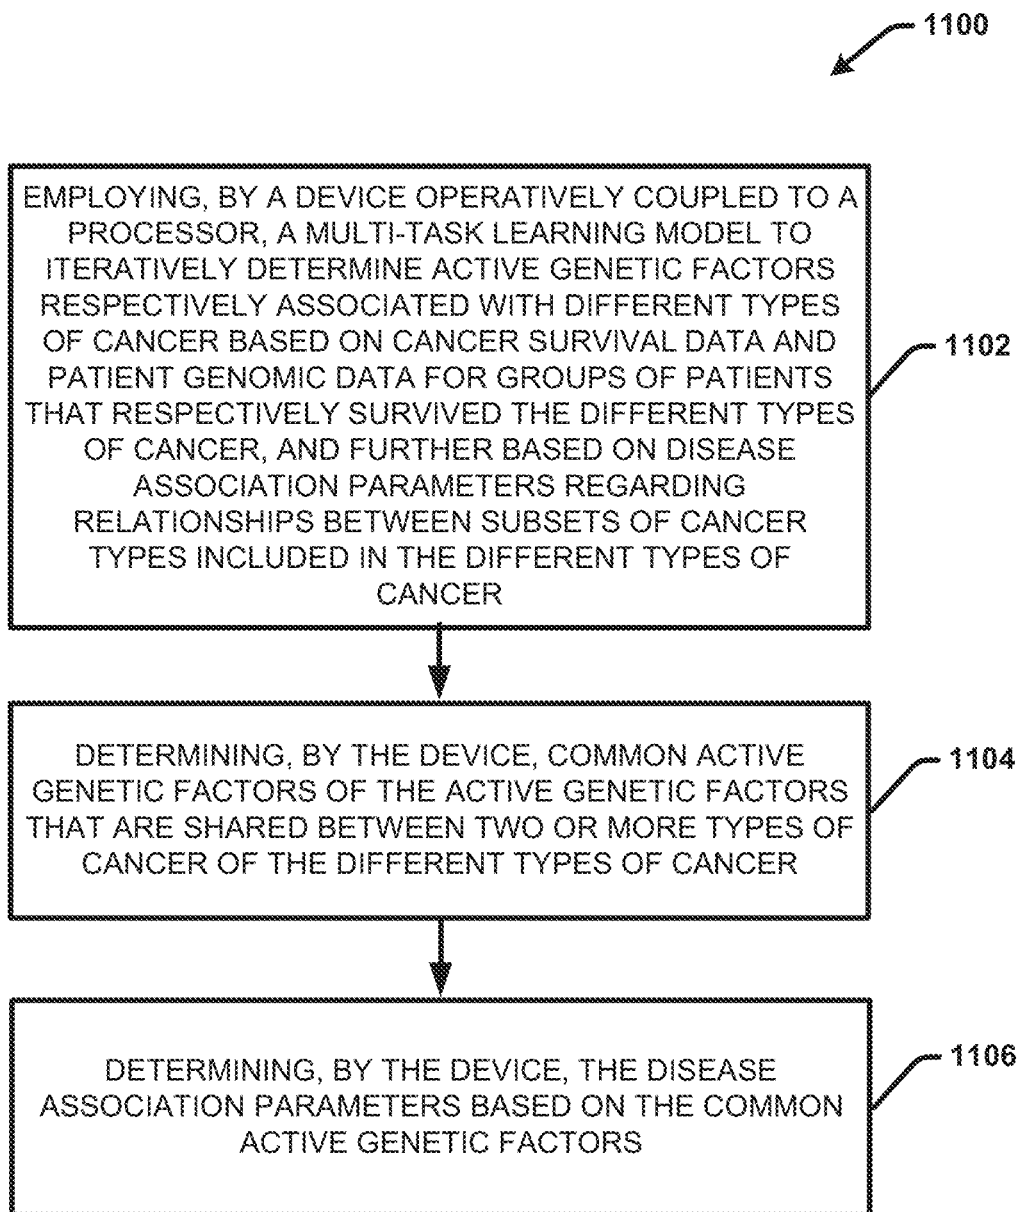 1100
EMPLOYING, BY A DEVICE OPERATIVELY COUPLED TO A
PROCESSOR, A MULTI-TASK LEARNING MODEL TO
ITERATIVELY DETERMINE ACTIVE GENETIC FACTORS
RESPECTIVELY ASSOCIATED WITH DIFFERENT TYPES
OF CANCER BASED ON CANCER SURVIVAL DATA AND
PATIENT GENOMIC DATA FOR GROUPS OF PATIENTS
THAT RESPECTIVELY SURVIVED THE DIFFERENT TYPES
OF CANCER, AND FURTHER BASED ON DISEASE
ASSOCIATION PARAMETERS REGARDING
RELATIONSHIPS BETWEEN SUBSETS OF CANCER
TYPES INCLUDED IN THE DIFFERENT TYPES OF
CANCER
1102
DETERMINING, BY THE DEVICE, COMMON ACTIVE
GENETIC FACTORS OF THE ACTIVE GENETIC FACTORS
THAT ARE SHARED BETWEEN TWO OR MORE TYPES OF
CANCER OF THE DIFFERENT TYPES OF CANCER
1104
DETERMINING, BY THE DEVICE, THE DISEASE
ASSOCIATION PARAMETERS BASED ON THE COMMON
ACTIVE GENETIC FACTORS
1106